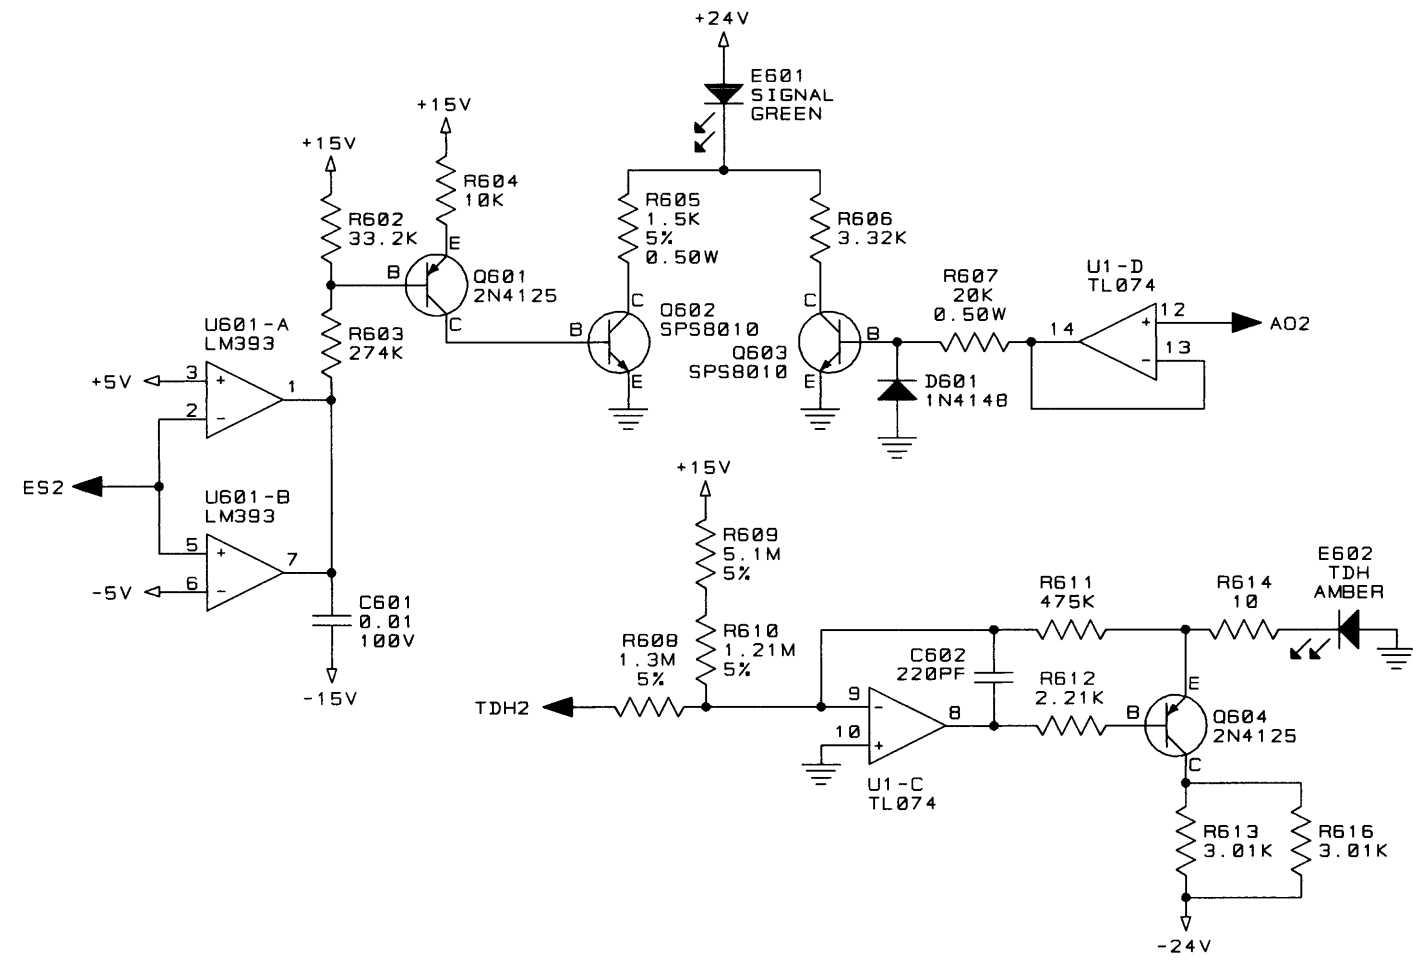 +24V
E601
SIGNAL
GREEN
+15V
+15V
R604
10K
R602
33.2K
E
B
Q601
2N4125
C
R605
1.5K
5%
0.50W
R606
3.32K
U601-A
LM393
R603
274K
+5V
3
+
1
2
-
C
B
Q602
SPS8010
E
C
Q603
SPS8010
B
E
R607
20K
0.50W
U1-D
TL074
14
+
12
AO2
-
13
D601
1N4148
ES2
U601-B
LM393
5
+
7
-5V
6
-
C601
0.01
100V
-15V
+15V
R609
5.1M
5%
R608
1.3M
5%
R610
1.21M
5%
TDH2
R611
475K
R614
10
E602
TDH
AMBER
C602
220PF
R612
2.21K
9
-
8
10
+
U1-C
TL074
E
B
Q604
2N4125
C
R613
3.01K
R616
3.01K
-24V